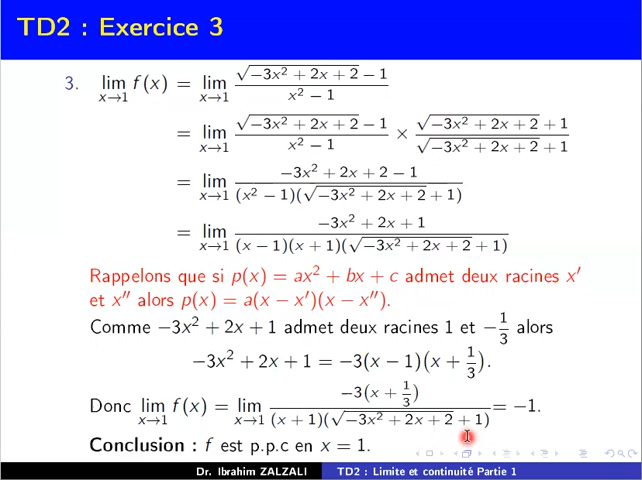 TD2 : Exercice 3
3. lim_{x→1} f(x) = lim_{x→1} (√(−3x² + 2x + 2) − 1) / (x² − 1)
= lim_{x→1} (√(−3x² + 2x + 2) − 1) / (x² − 1) × (√(−3x² + 2x + 2) + 1) / (√(−3x² + 2x + 2) + 1)
= lim_{x→1} (−3x² + 2x + 2 − 1) / ((x² − 1)(√(−3x² + 2x + 2) + 1))
= lim_{x→1} (−3x² + 2x + 1) / ((x − 1)(x + 1)(√(−3x² + 2x + 2) + 1))
Rappelons que si p(x) = ax² + bx + c admet deux racines x′
et x″ alors p(x) = a(x − x′)(x − x″).
Comme −3x² + 2x + 1 admet deux racines 1 et −1/3 alors
−3x² + 2x + 1 = −3(x − 1)(x + 1/3).
Donc lim_{x→1} f(x) = lim_{x→1} (−3(x + 1/3)) / ((x + 1)(√(−3x² + 2x + 2) + 1)) = −1.
Conclusion : f est p.p.c en x = 1.
Dr. Ibrahim ZALZALI TD2 : Limite et continuité Partie 1